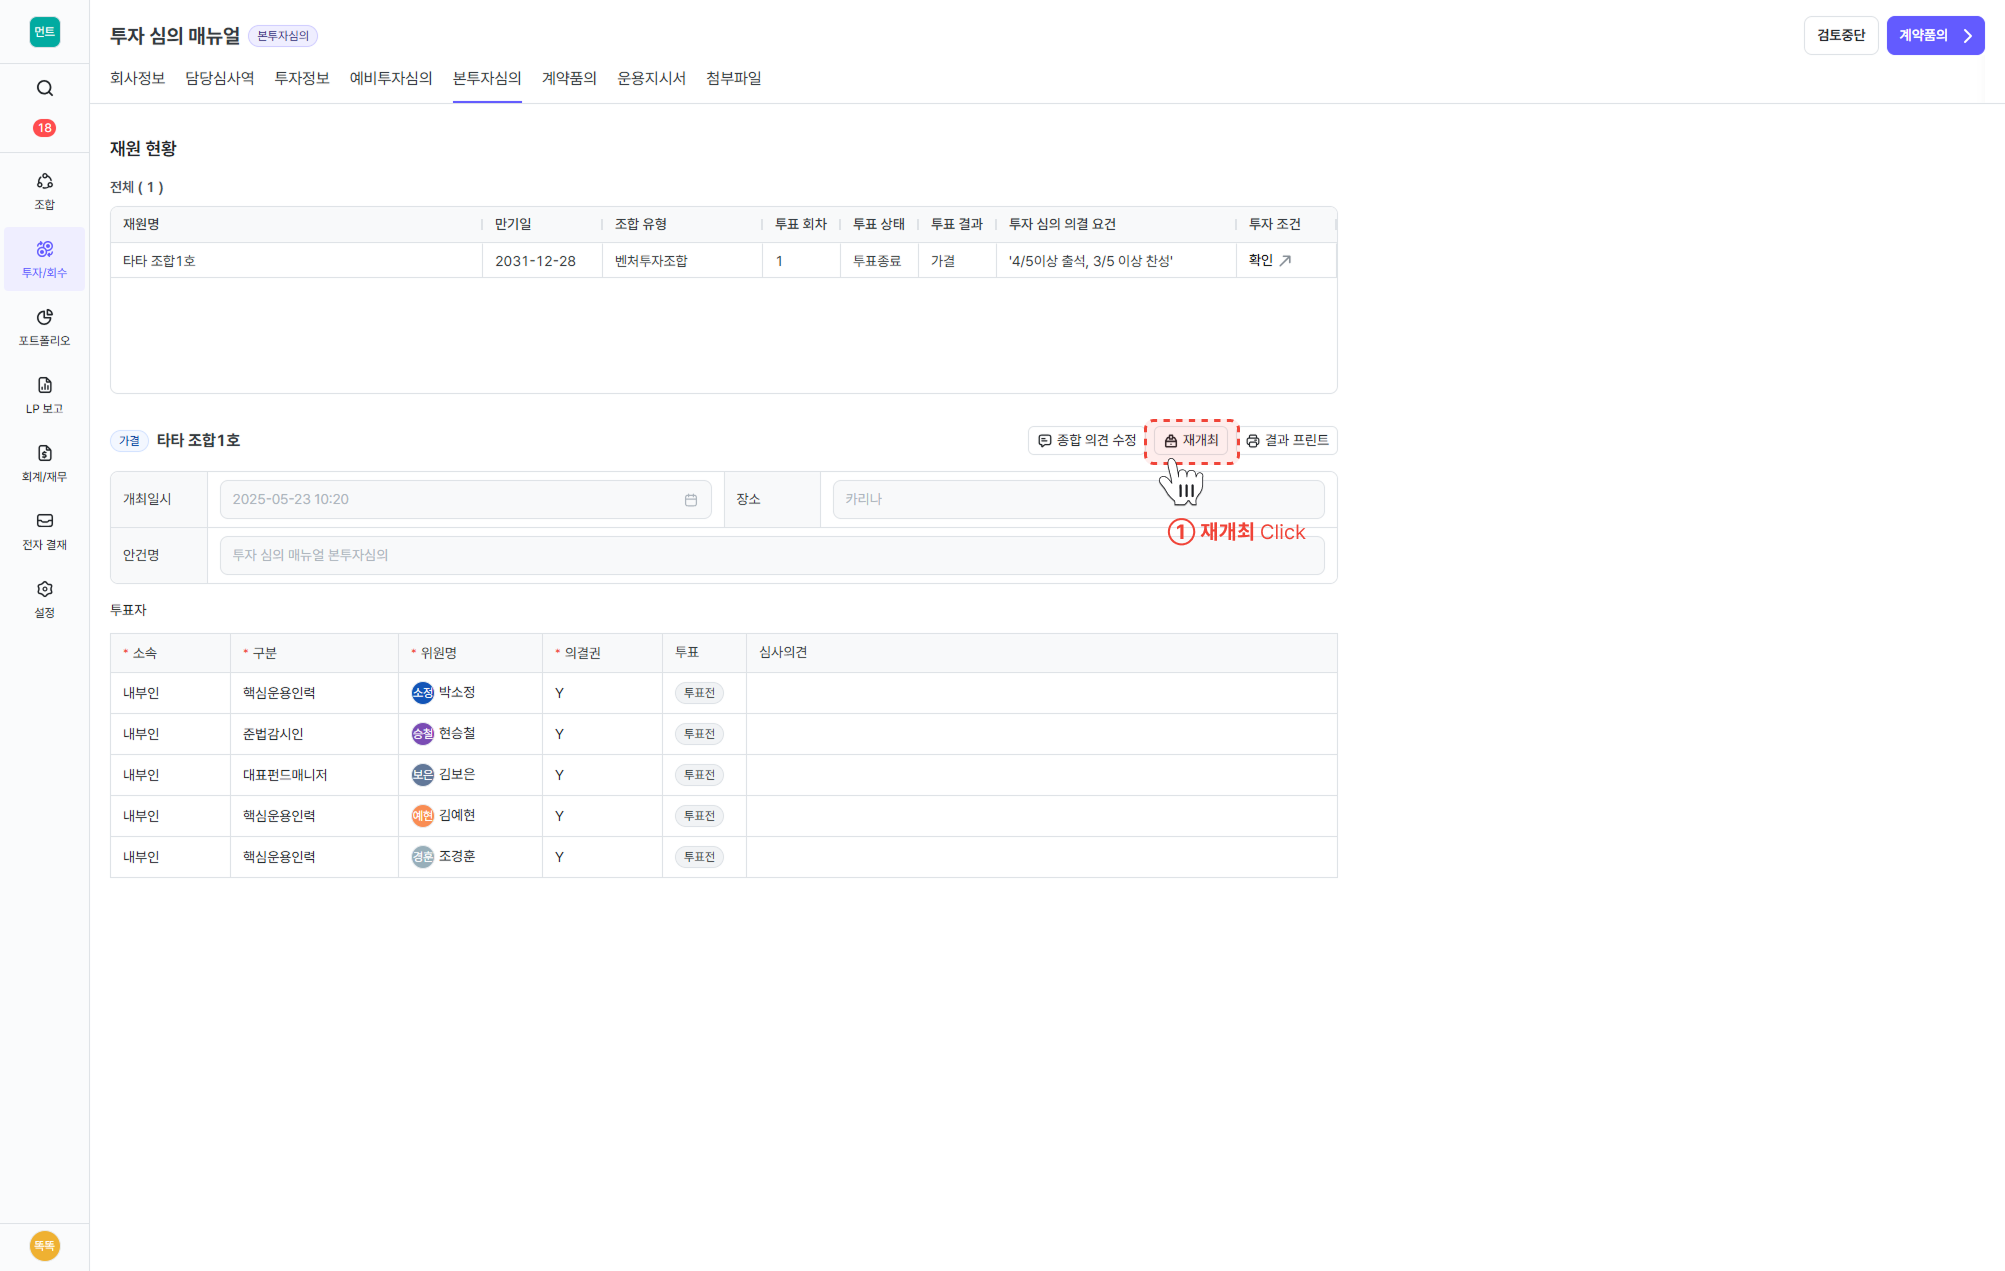 먼트
18
조합
투자/회수
포트폴리오
LP 보고
회계/재무
전자 결재
설정
똑똑
투자 심의 매뉴얼 본투자심의
검토중단 계약품의
회사정보 담당심사역 투자정보 예비투자심의 본투자심의 계약품의 운용지시서 첨부파일
재원 현황
전체 ( 1 )
재원명 만기일 조합 유형 투표 회차 투표 상태 투표 결과 투자 심의 의결 요건 투자 조건
타타 조합1호 2031-12-28 벤처투자조합 1 투표종료 가결 '4/5이상 출석, 3/5 이상 찬성' 확인
가결 타타 조합1호 종합 의견 수정 재개최 결과 프린트
개최일시 2025-05-23 10:20 장소 카리나
① 재개최 Click
안건명 투자 심의 매뉴얼 본투자심의
투표자
* 소속 * 구분 * 위원명 * 의결권 투표 심사의견
내부인 핵심운용인력 소정 박소정 Y 투표전
내부인 준법감시인 승철 현승철 Y 투표전
내부인 대표펀드매니저 보은 김보은 Y 투표전
내부인 핵심운용인력 예현 김예현 Y 투표전
내부인 핵심운용인력 경훈 조경훈 Y 투표전